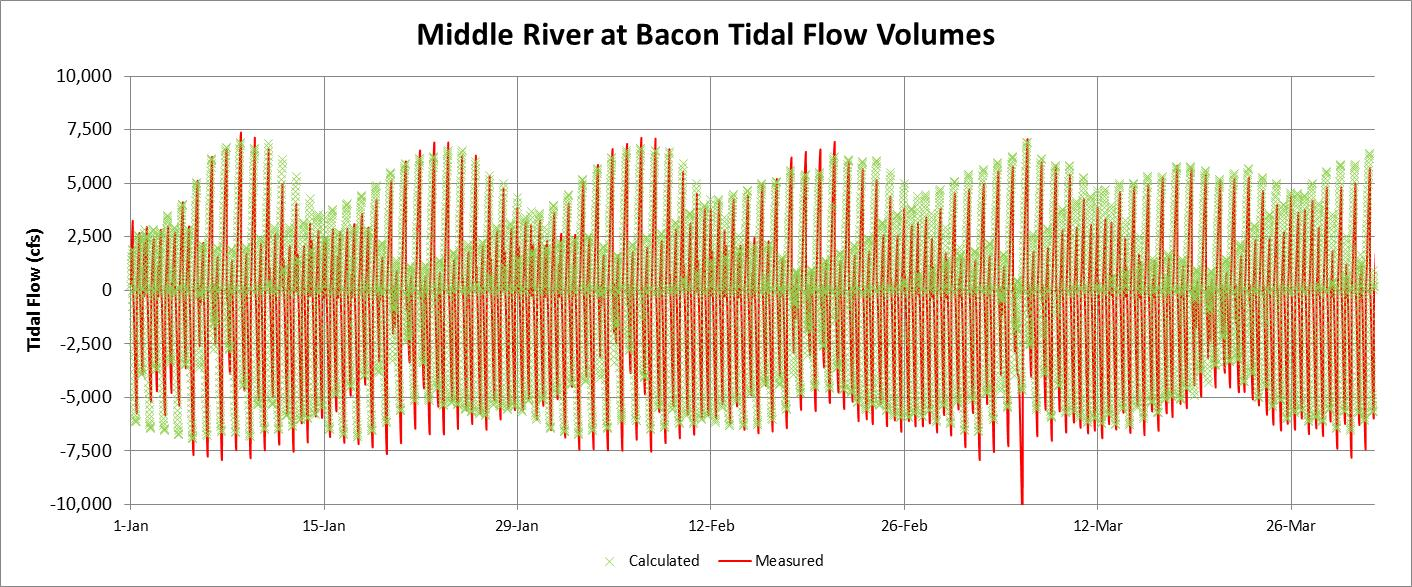 Middle River at Bacon Tidal Flow Volumes
10,000
7,500
5,000
2,500
0
-2,500
-5,000
-7,500
-10,000
Tidal Flow (cfs)
1-Jan 15-Jan 29-Jan 12-Feb 26-Feb 12-Mar 26-Mar
Calculated Measured